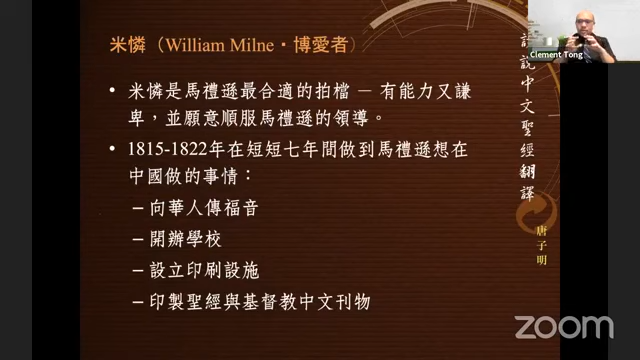 米憐（William Milne・博愛者）
• 米憐是馬禮遜最合適的拍檔 － 有能力又謙
卑，並願意順服馬禮遜的領導。
• 1815-1822年在短短七年間做到馬禮遜想在
中國做的事情：
–向華人傳福音
–開辦學校
–設立印刷設施
–印製聖經與基督教中文刊物
說中文聖經翻譯
唐子明
Clement Tong
zoom